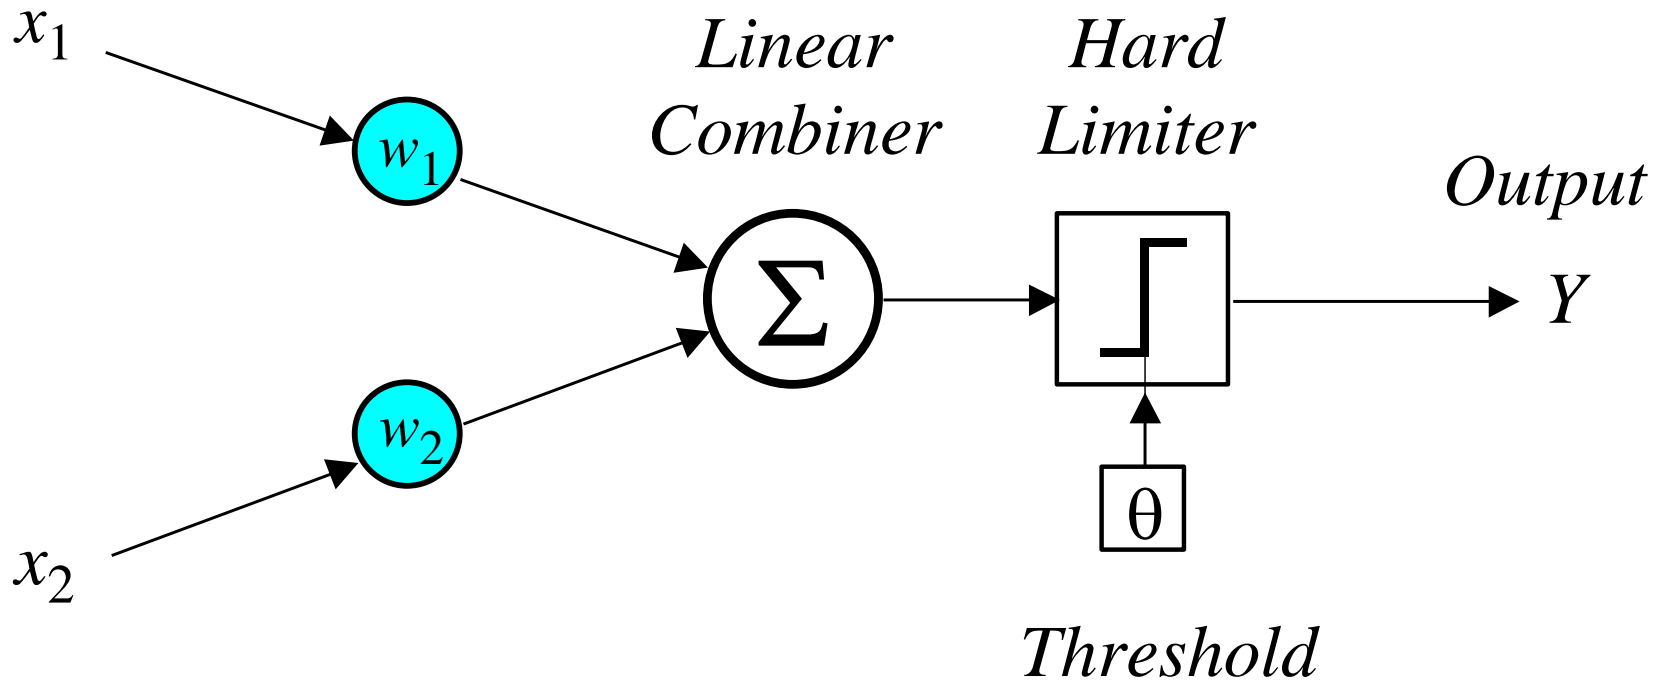 x1
w1
Linear
Combiner
Hard
Limiter
Output
Σ
Y
w2
θ
x2
Threshold